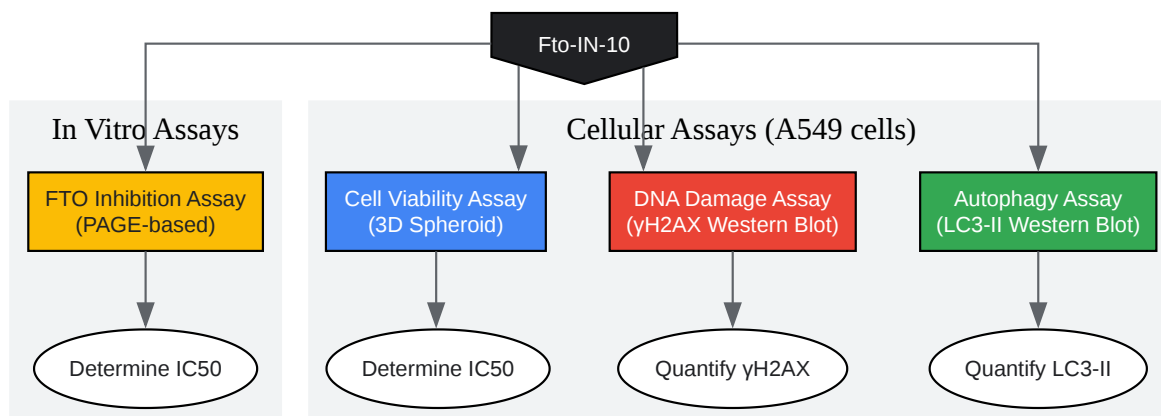 Fto-IN-10
In Vitro Assays
Cellular Assays (A549 cells)
FTO Inhibition Assay
(PAGE-based)
Cell Viability Assay
(3D Spheroid)
DNA Damage Assay
(γH2AX Western Blot)
Autophagy Assay
(LC3-II Western Blot)
Determine IC50
Determine IC50
Quantify γH2AX
Quantify LC3-II